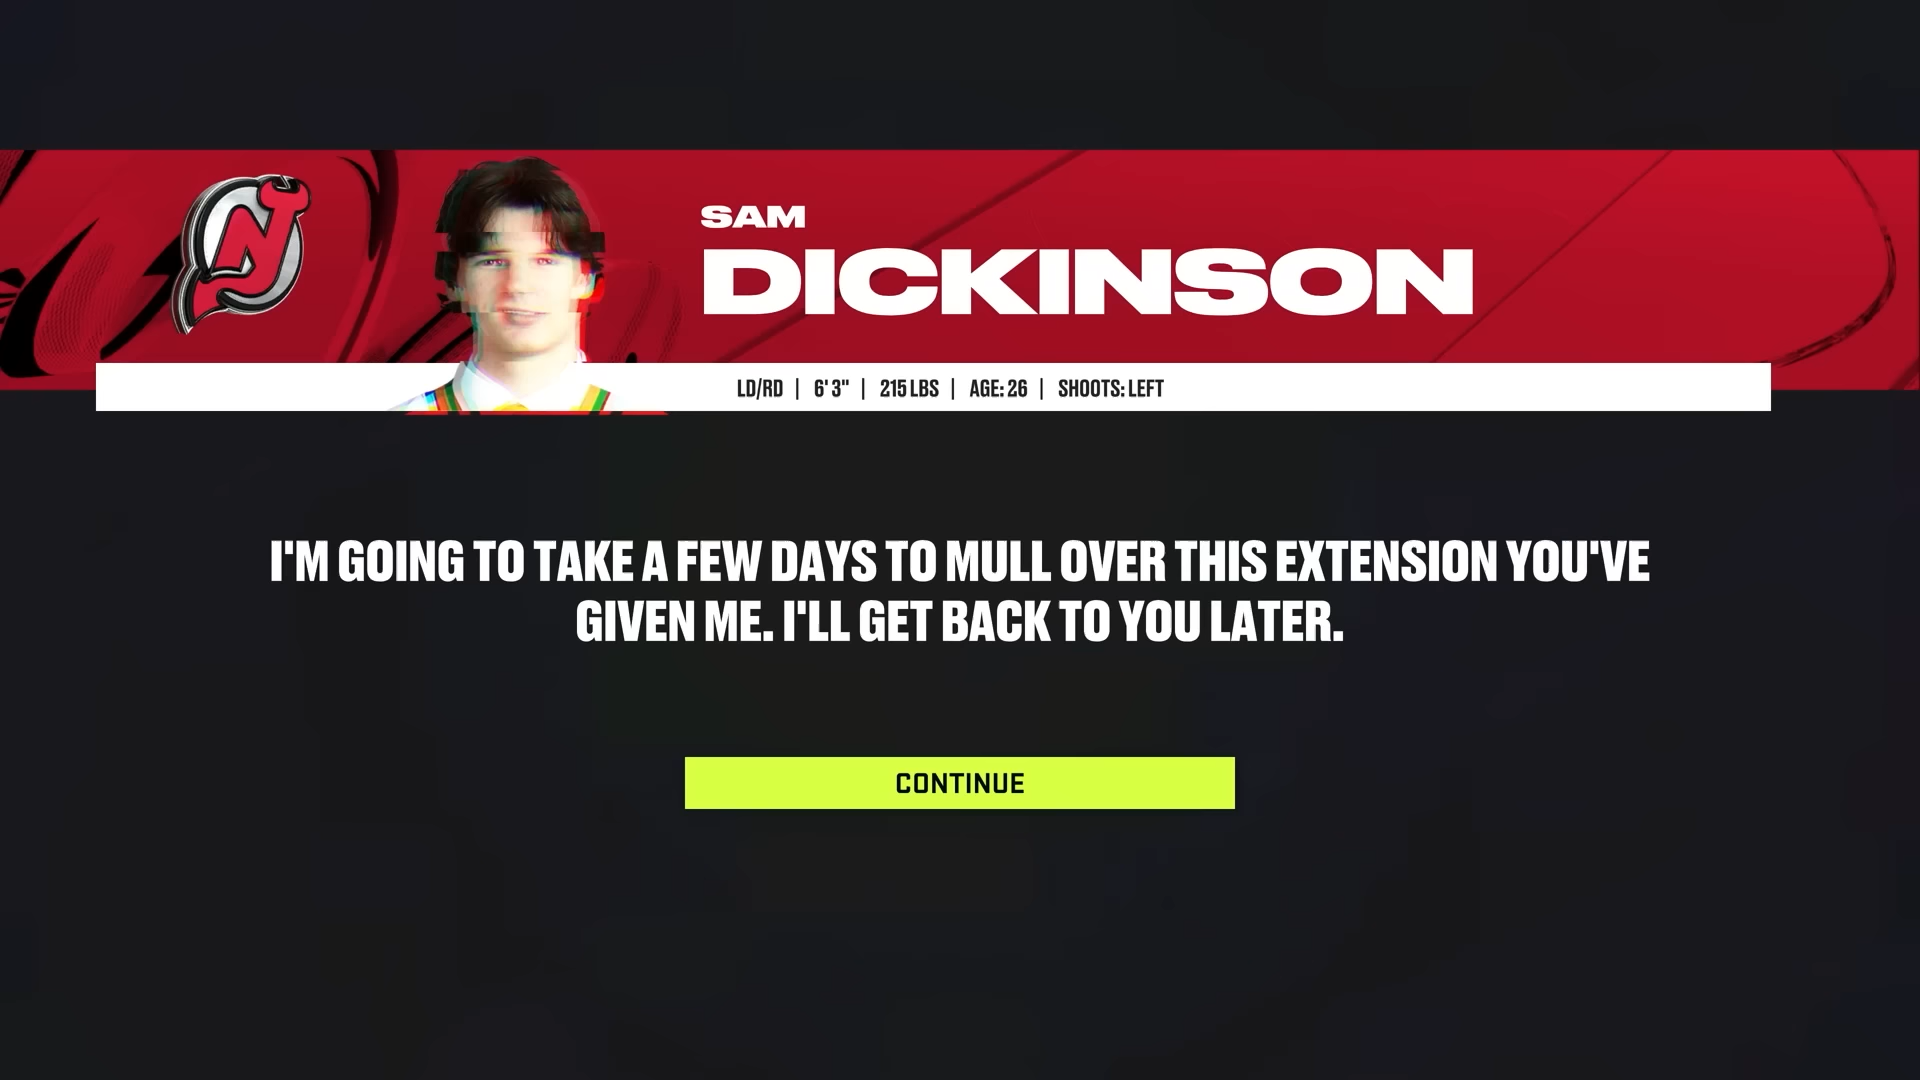 SAM
DICKINSON
LD/RD | 6' 3" | 215 LBS | AGE: 26 | SHOOTS: LEFT
I'M GOING TO TAKE A FEW DAYS TO MULL OVER THIS EXTENSION YOU'VE
GIVEN ME. I'LL GET BACK TO YOU LATER.
CONTINUE